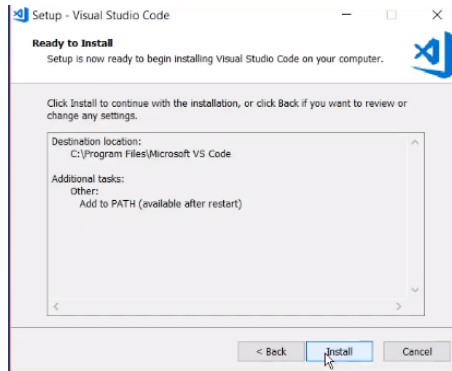 Setup - Visual Studio Code
Ready to Install
Setup is now ready to begin installing Visual Studio Code on your computer.
Click Install to continue with the installation, or click Back if you want to review or
change any settings.
Destination location:
C:\Program Files\Microsoft VS Code
Additional tasks:
Other:
Add to PATH (available after restart)
< Back
Install
Cancel